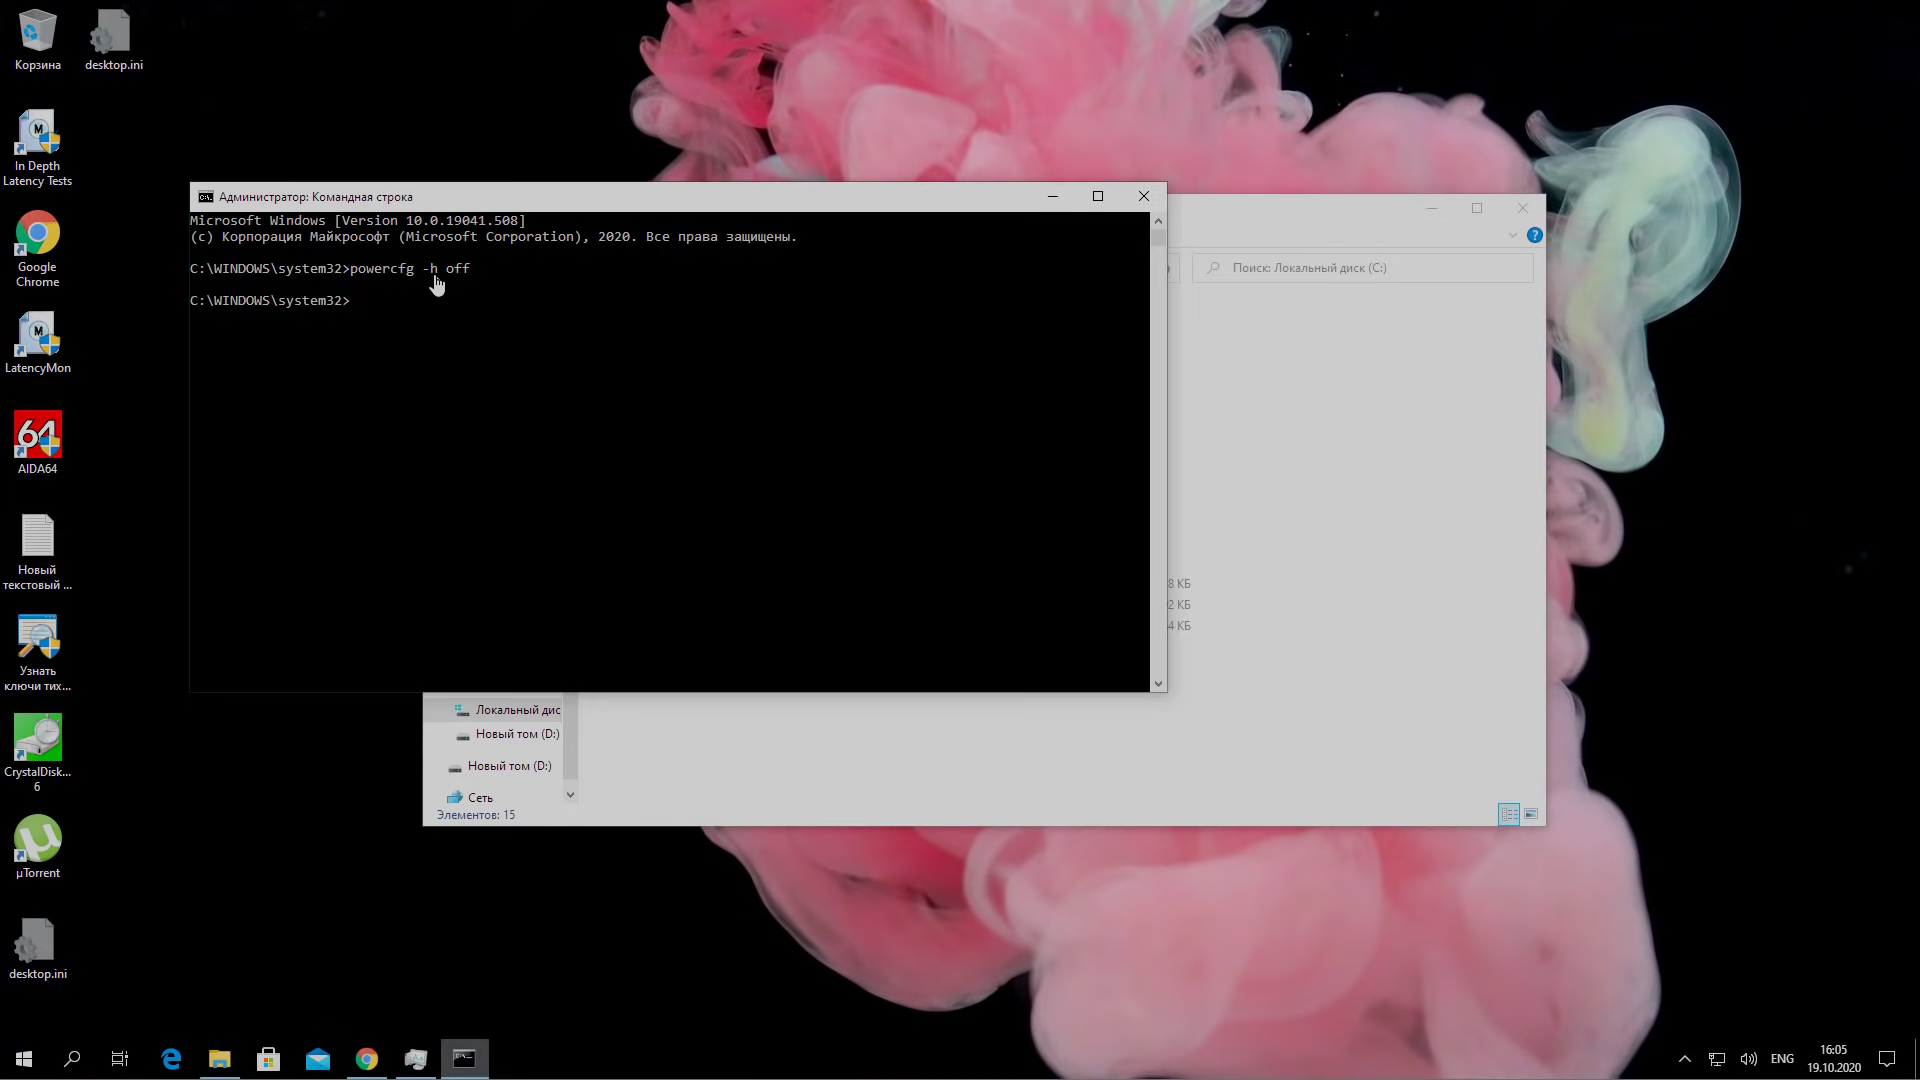 Корзина
desktop.ini
In Depth
Latency Tests
Google
Chrome
LatencyMon
64
AIDA64
Новый
текстовый ...
Узнать
ключи тих...
CrystalDisk...
6
µTorrent
desktop.ini
Администратор: Командная строка
Microsoft Windows [Version 10.0.19041.508]
(c) Корпорация Майкрософт (Microsoft Corporation), 2020. Все права защищены.
C:\WINDOWS\system32>powercfg -h off
C:\WINDOWS\system32>
Поиск: Локальный диск (C:)
8 КБ
2 КБ
4 КБ
Локальный дис
Новый том (D:)
Новый том (D:)
Сеть
Элементов: 15
ENG
16:05
19.10.2020